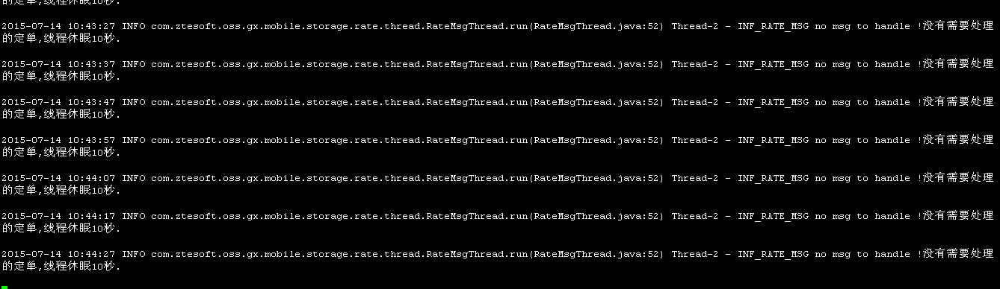 的定单,线程休眠10秒.
2015-07-14 10:43:27 INFO com.ztesoft.oss.gx.mobile.storage.rate.thread.RateMsgThread.run(RateMsgThread.java:52) Thread-2 - INF_RATE_MSG no msg to handle !没有需要处理
的定单,线程休眠10秒.
2015-07-14 10:43:37 INFO com.ztesoft.oss.gx.mobile.storage.rate.thread.RateMsgThread.run(RateMsgThread.java:52) Thread-2 - INF_RATE_MSG no msg to handle !没有需要处理
的定单,线程休眠10秒.
2015-07-14 10:43:47 INFO com.ztesoft.oss.gx.mobile.storage.rate.thread.RateMsgThread.run(RateMsgThread.java:52) Thread-2 - INF_RATE_MSG no msg to handle !没有需要处理
的定单,线程休眠10秒.
2015-07-14 10:43:57 INFO com.ztesoft.oss.gx.mobile.storage.rate.thread.RateMsgThread.run(RateMsgThread.java:52) Thread-2 - INF_RATE_MSG no msg to handle !没有需要处理
的定单,线程休眠10秒.
2015-07-14 10:44:07 INFO com.ztesoft.oss.gx.mobile.storage.rate.thread.RateMsgThread.run(RateMsgThread.java:52) Thread-2 - INF_RATE_MSG no msg to handle !没有需要处理
的定单,线程休眠10秒.
2015-07-14 10:44:17 INFO com.ztesoft.oss.gx.mobile.storage.rate.thread.RateMsgThread.run(RateMsgThread.java:52) Thread-2 - INF_RATE_MSG no msg to handle !没有需要处理
的定单,线程休眠10秒.
2015-07-14 10:44:27 INFO com.ztesoft.oss.gx.mobile.storage.rate.thread.RateMsgThread.run(RateMsgThread.java:52) Thread-2 - INF_RATE_MSG no msg to handle !没有需要处理
的定单,线程休眠10秒.